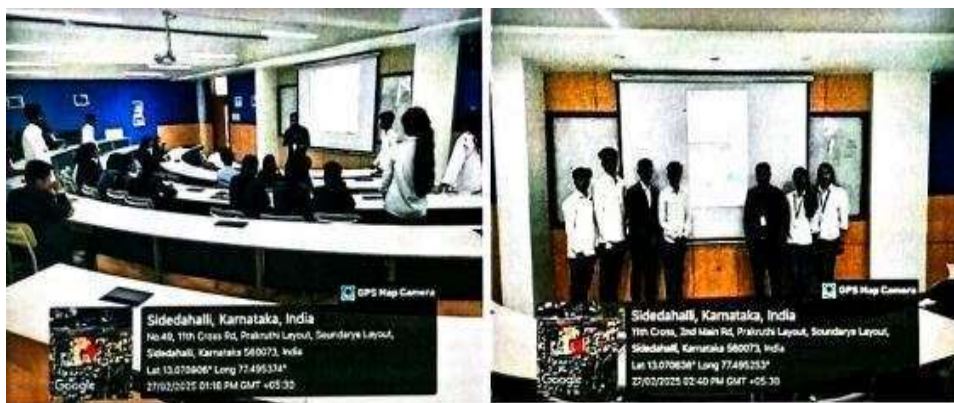 GPS Map Camera
Sidedahalli, Karnataka, India
No.49, 11th Cross Rd, Prakruthi Layout, Soundarya Layout,
Sidedahalli, Karnataka 560073, India
Lat 13.070806° Long 77.495374°
27/02/2025 01:18 PM GMT +05:30
Google
GPS Map Camera
Sidedahalli, Karnataka, India
11th Cross, 2nd Main Rd, Prakruthi Layout, Soundarya Layout,
Sidedahalli, Karnataka 560073, India
Lat 13.070836° Long 77.495253°
27/02/2025 02:40 PM GMT +05:30
Google